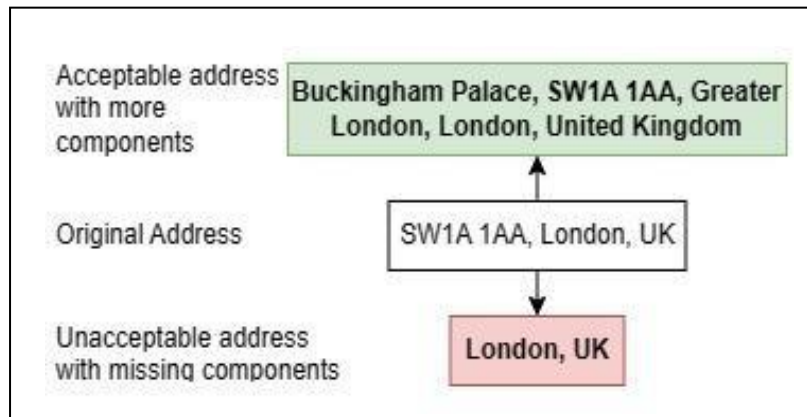 Acceptable address
with more
components
Buckingham Palace, SW1A 1AA, Greater
London, London, United Kingdom
Original Address
SW1A 1AA, London, UK
Unacceptable address
with missing components
London, UK